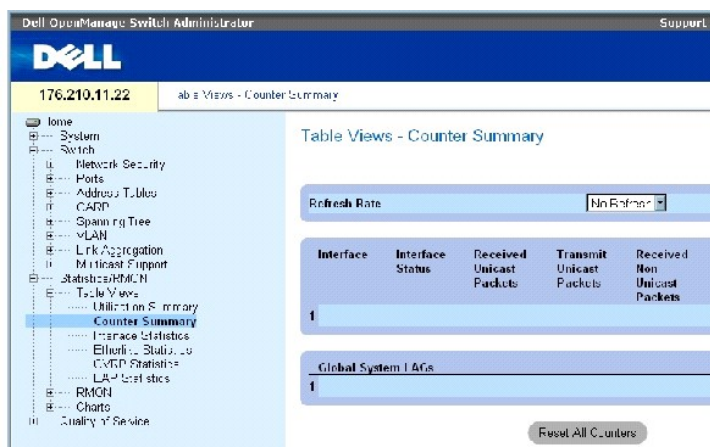 Dell OpenManage Switch Administrator
Support
DELL
176.210.11.22
Table Views - Counter Summary
Home
System
Switch
Network Security
Ports
Address Tables
GARP
Spanning Tree
VLAN
Link Aggregation
Multicast Support
Statistics/RMON
Table Views
Utilization Summary
Counter Summary
Interface Statistics
Etherlike Statistics
GVRP Statistics
EAP Statistics
RMON
Charts
Quality of Service
Table Views - Counter Summary
Refresh Rate
No Refresh
Interface
Interface Status
Received Unicast Packets
Transmit Unicast Packets
Received Non Unicast Packets
1
Global System LAGs
1
Reset All Counters